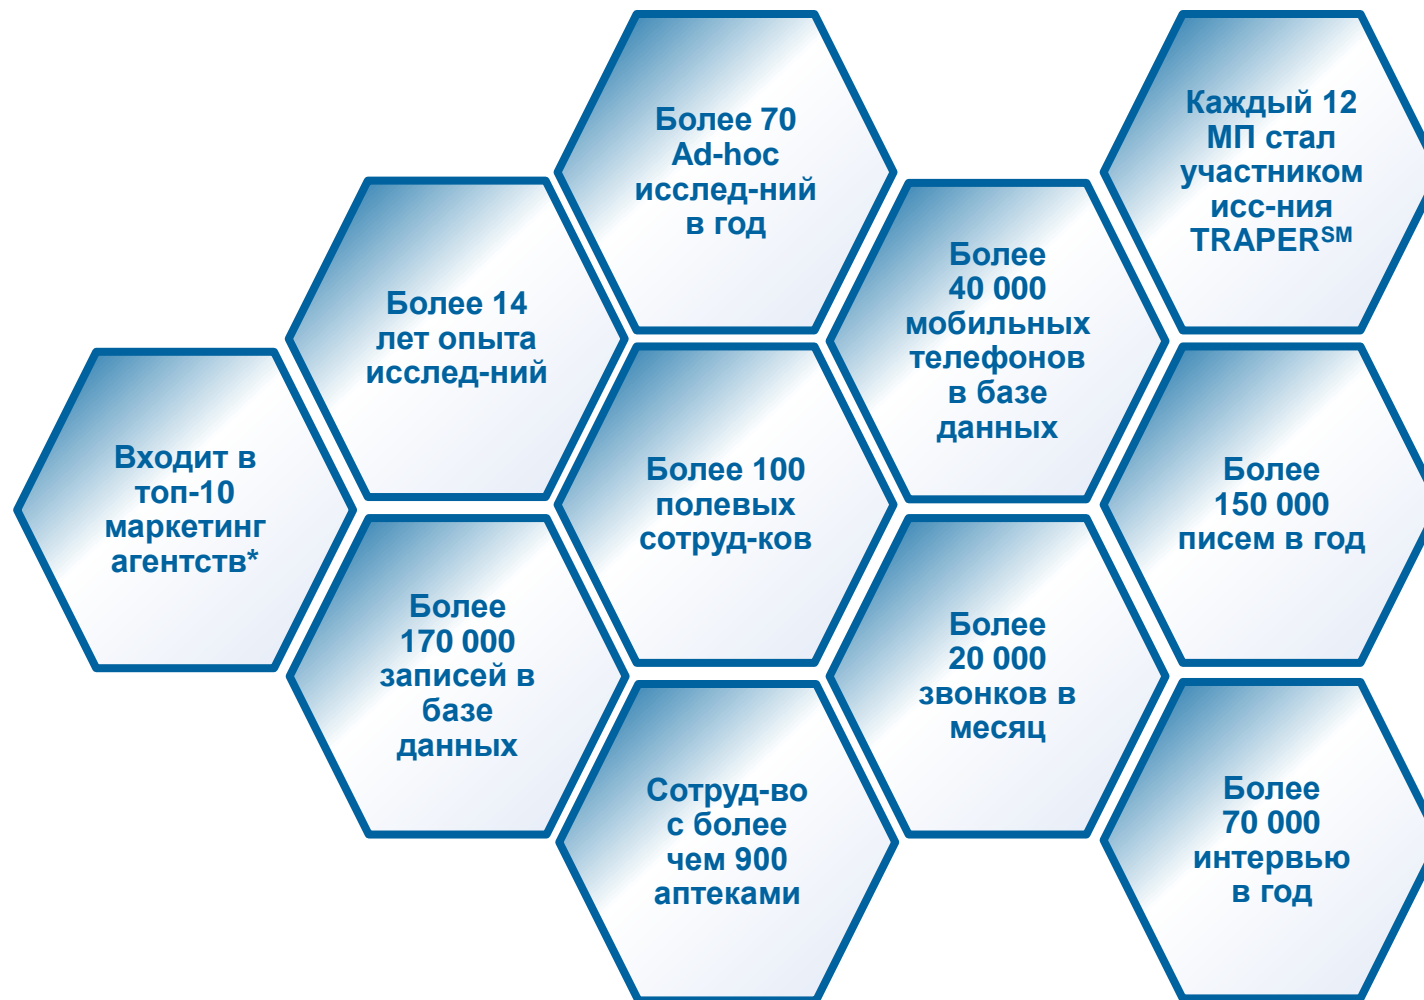 Входит в
топ-10
маркетинг
агентств*
Более 14
лет опыта
исслед-ний
Более
170 000
записей в
базе
данных
Более 70
Ad-hoc
исслед-ний
в год
Более 100
полевых
сотруд-ков
Сотруд-во
с более
чем 900
аптеками
Более
40 000
мобильных
телефонов
в базе
данных
Более
20 000
звонков в
месяц
Каждый 12
МП стал
участником
исс-ния
TRAPER℠
Более
150 000
писем в год
Более
70 000
интервью
в год